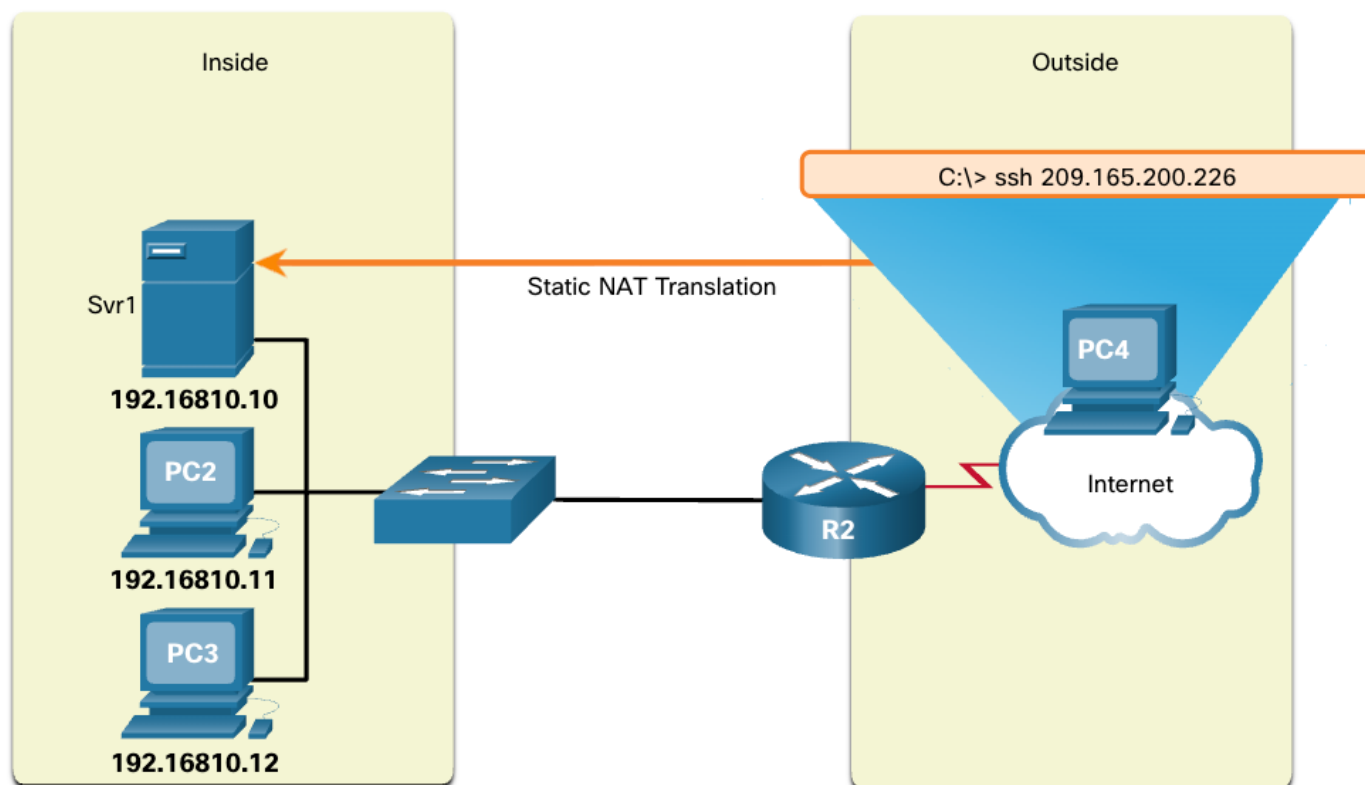 Inside
Outside
C:\> ssh 209.165.200.226
Static NAT Translation
Svr1
192.16810.10
PC4
PC2
192.16810.11
Internet
R2
PC3
192.16810.12